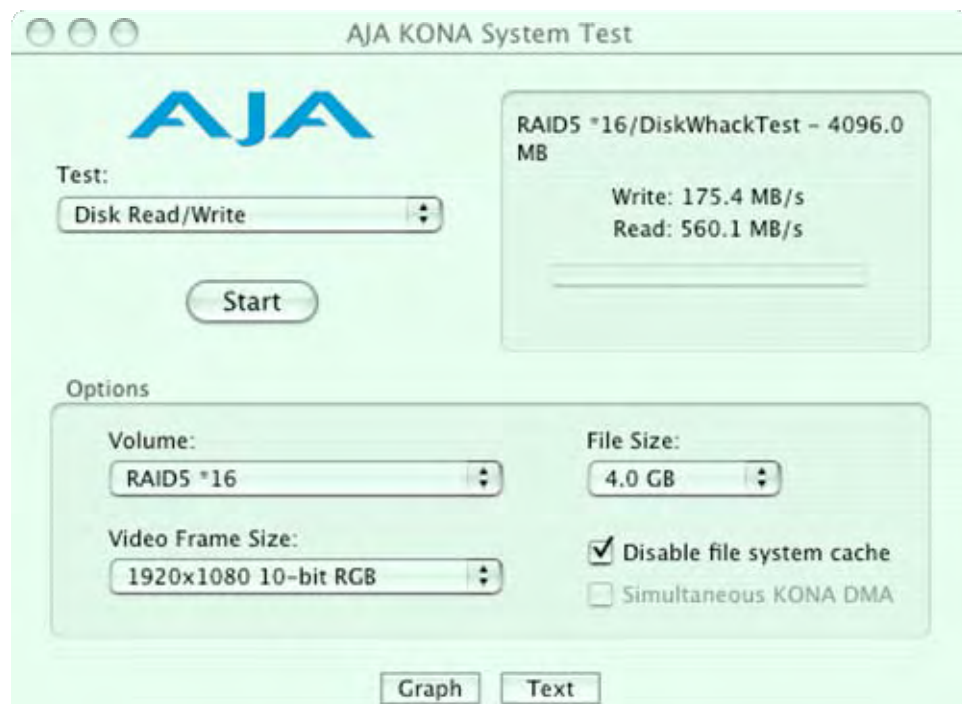 AJA KONA System Test
AJA
Test:
Disk Read/Write
Start
RAID5 *16/DiskWhackTest – 4096.0
MB
Write: 175.4 MB/s
Read: 560.1 MB/s
Options
Volume:
RAID5 *16
File Size:
4.0 GB
Video Frame Size:
1920x1080 10-bit RGB
Disable file system cache
Simultaneous KONA DMA
Graph
Text